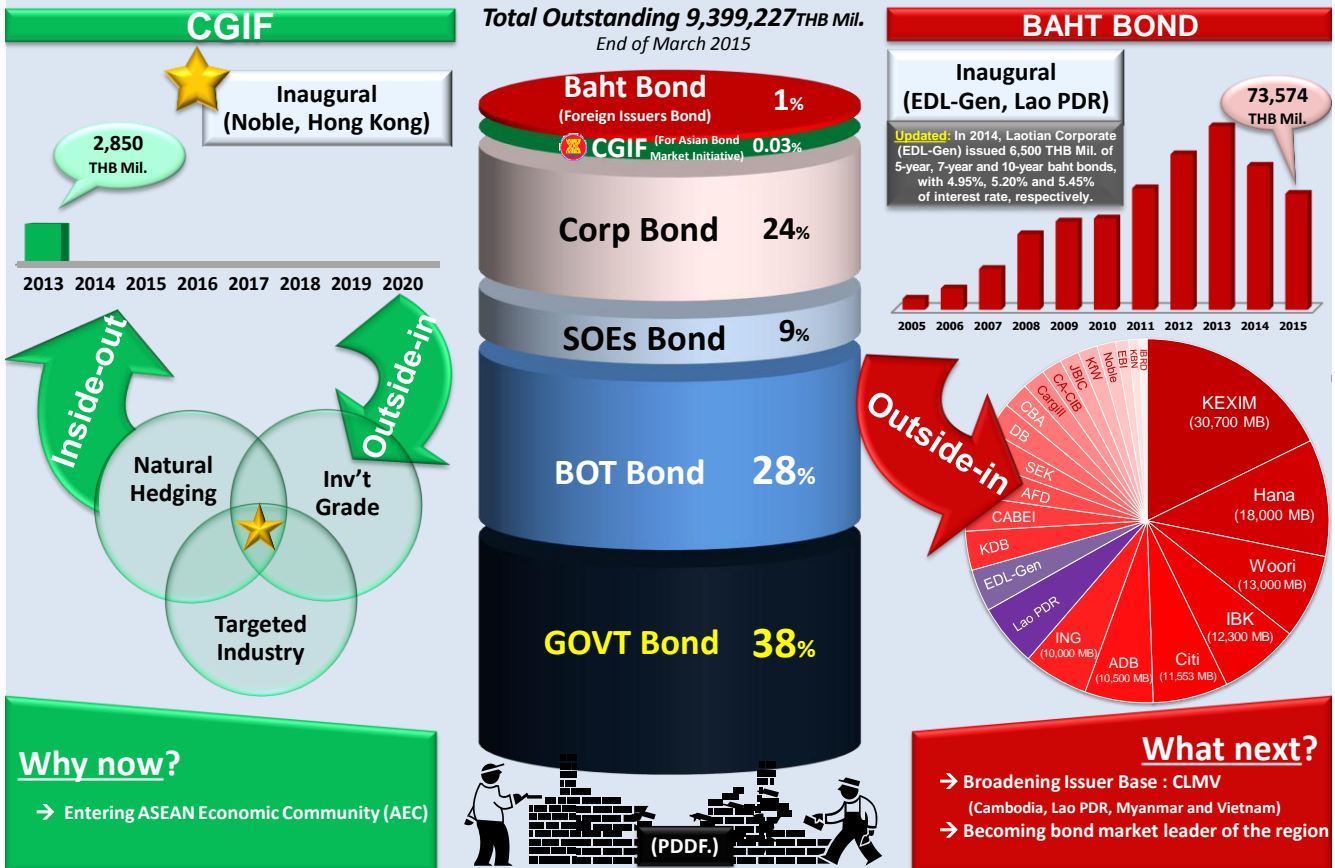 CGIF
Inaugural
(Noble, Hong Kong)
2,850
THB Mil.
2013 2014 2015 2016 2017 2018 2019 2020
Inside-out
Outside-in
Natural
Hedging
Inv't
Grade
Targeted
Industry
Why now?
→ Entering ASEAN Economic Community (AEC)
Total Outstanding 9,399,227THB Mil.
End of March 2015
Baht Bond 1%
(Foreign Issuers Bond)
CGIF (For Asian Bond
Market Initiative) 0.03%
Corp Bond 24%
SOEs Bond 9%
BOT Bond 28%
GOVT Bond 38%
(PDDF.)
BAHT BOND
Inaugural
(EDL-Gen, Lao PDR)
Updated: In 2014, Laotian Corporate
(EDL-Gen) issued 6,500 THB Mil. of
5-year, 7-year and 10-year baht bonds,
with 4.95%, 5.20% and 5.45%
of interest rate, respectively.
73,574
THB Mil.
2005 2006 2007 2008 2009 2010 2011 2012 2013 2014 2015
Outside-in
KEXIM
(30,700 MB)
Hana
(18,000 MB)
Woori
(13,000 MB)
IBK
(12,300 MB)
Citi
(11,553 MB)
ADB
(10,500 MB)
ING
(10,000 MB)
Lao PDR
EDL-Gen
KDB
CABEI
AFD
SEK
DB
CBA
Cargill
CA-CIB
JBIC
KfW
Noble
EBI
KBN
IBRD
What next?
→ Broadening Issuer Base : CLMV
(Cambodia, Lao PDR, Myanmar and Vietnam)
→ Becoming bond market leader of the region